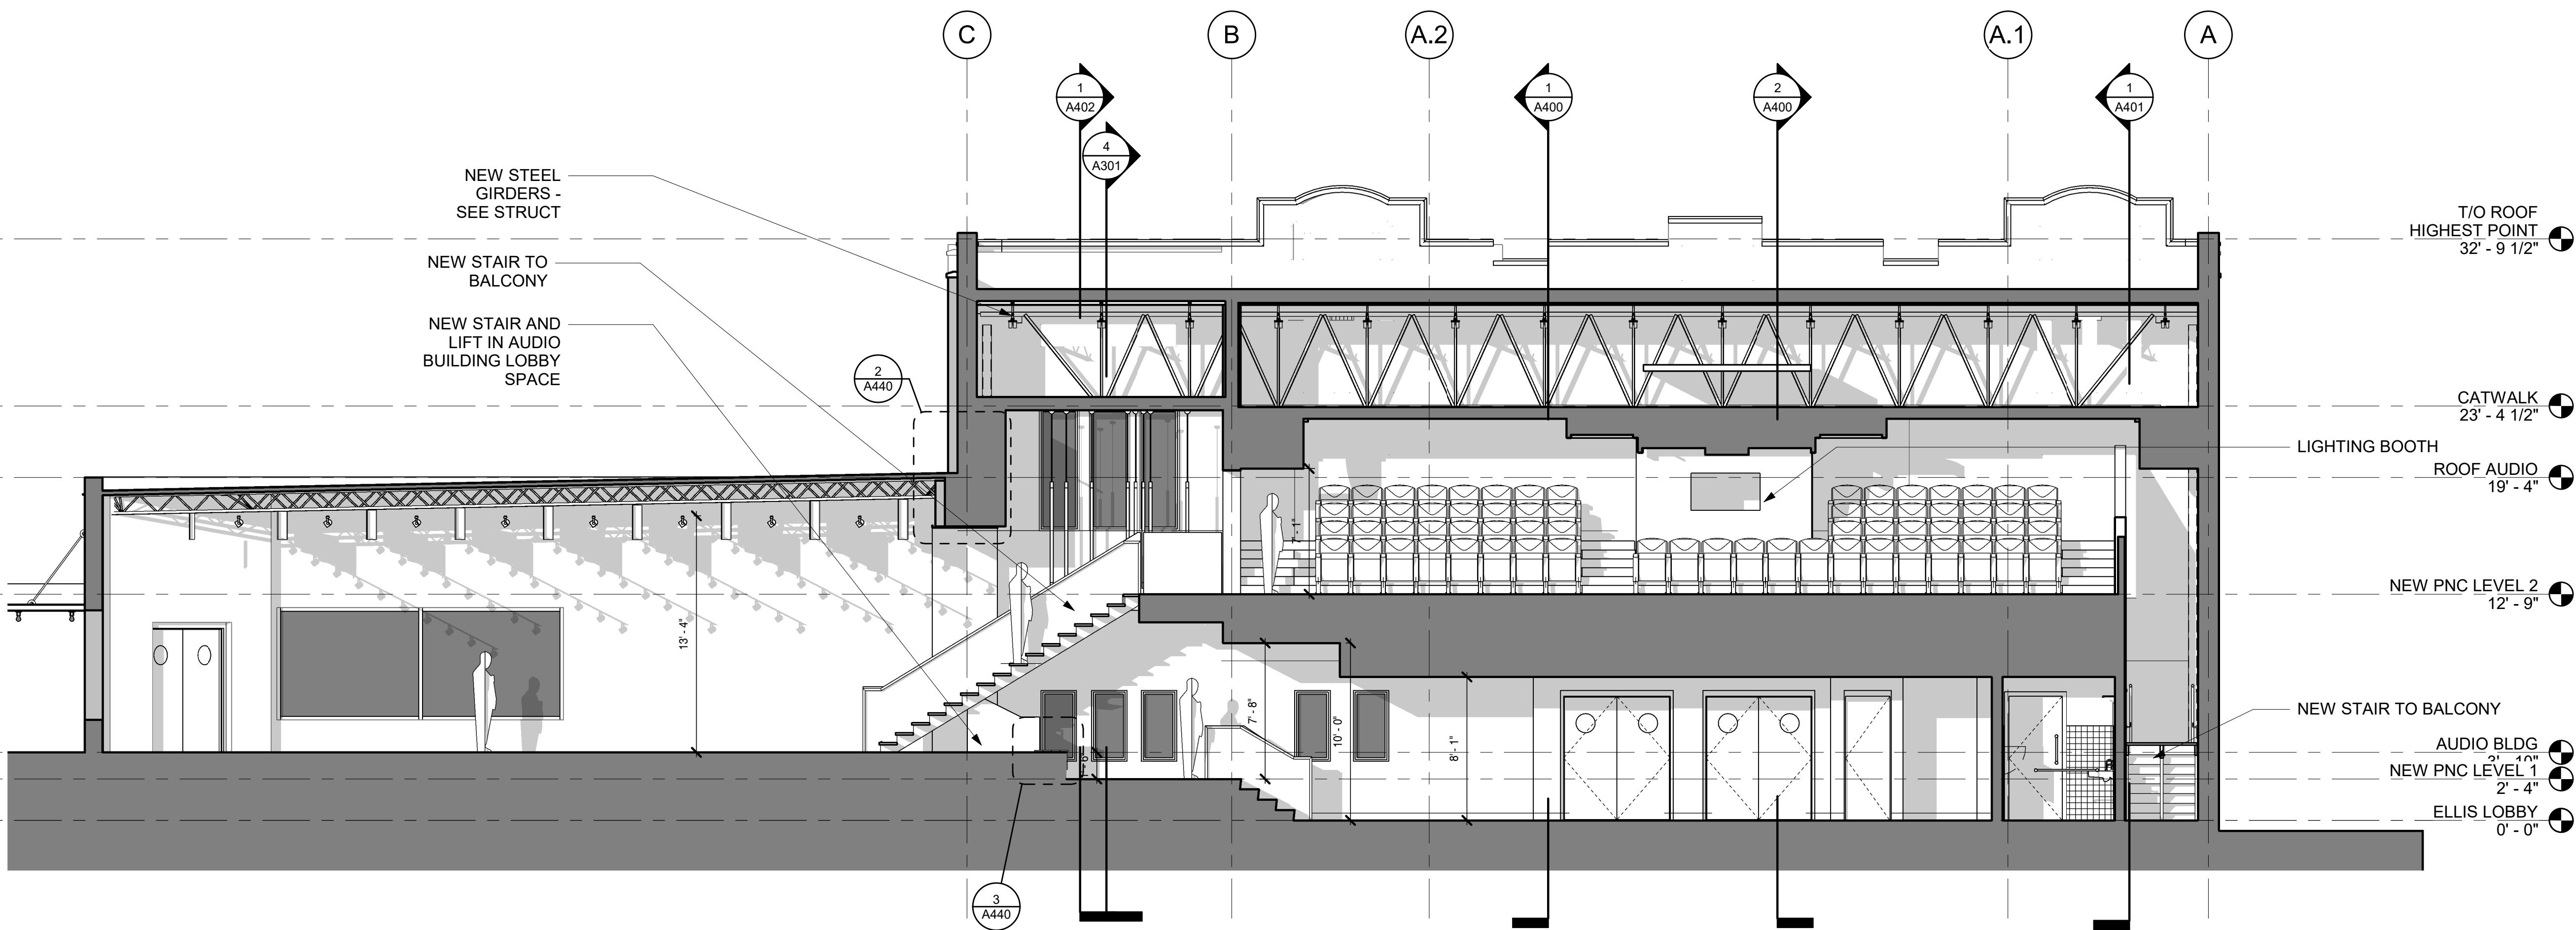 C
B
A.2
A.1
A
1
A402
4
A301
1
A400
2
A400
1
A401
NEW STEEL
GIRDERS -
SEE STRUCT
NEW STAIR TO
BALCONY
NEW STAIR AND
LIFT IN AUDIO
BUILDING LOBBY
SPACE
2
A440
T/O ROOF
HIGHEST POINT
32' - 9 1/2"
CATWALK
23' - 4 1/2"
LIGHTING BOOTH
ROOF AUDIO
19' - 4"
NEW PNC LEVEL 2
12' - 9"
7' - 1"
13' - 4"
7' - 8"
10' - 0"
8' - 1"
NEW STAIR TO BALCONY
AUDIO BLDG
3' - 10"
NEW PNC LEVEL 1
2' - 4"
ELLIS LOBBY
0' - 0"
3
A440